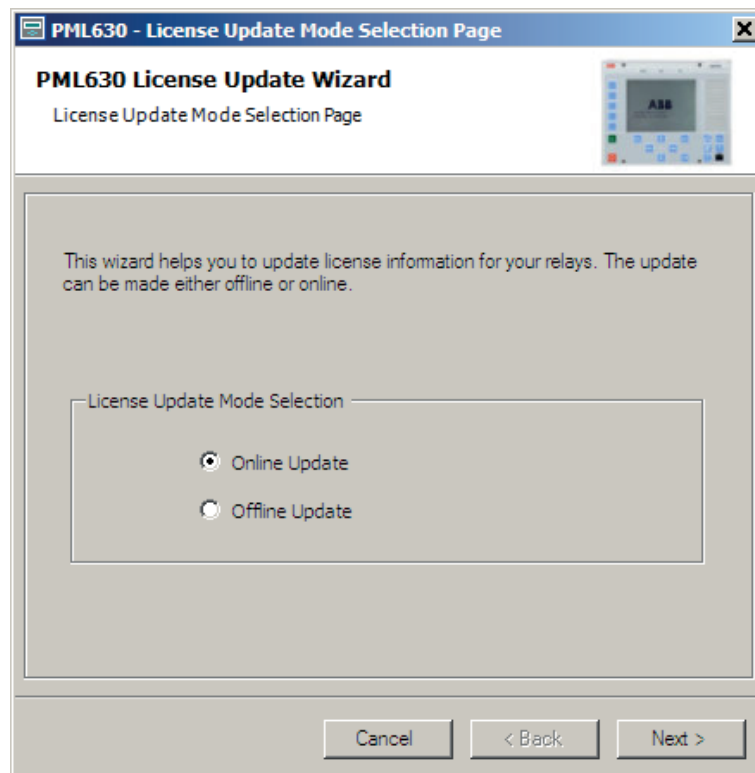 PML630 - License Update Mode Selection Page
PML630 License Update Wizard
License Update Mode Selection Page
ABB
This wizard helps you to update license information for your relays. The update
can be made either offline or online.
License Update Mode Selection
Online Update
Offline Update
Cancel
< Back
Next >